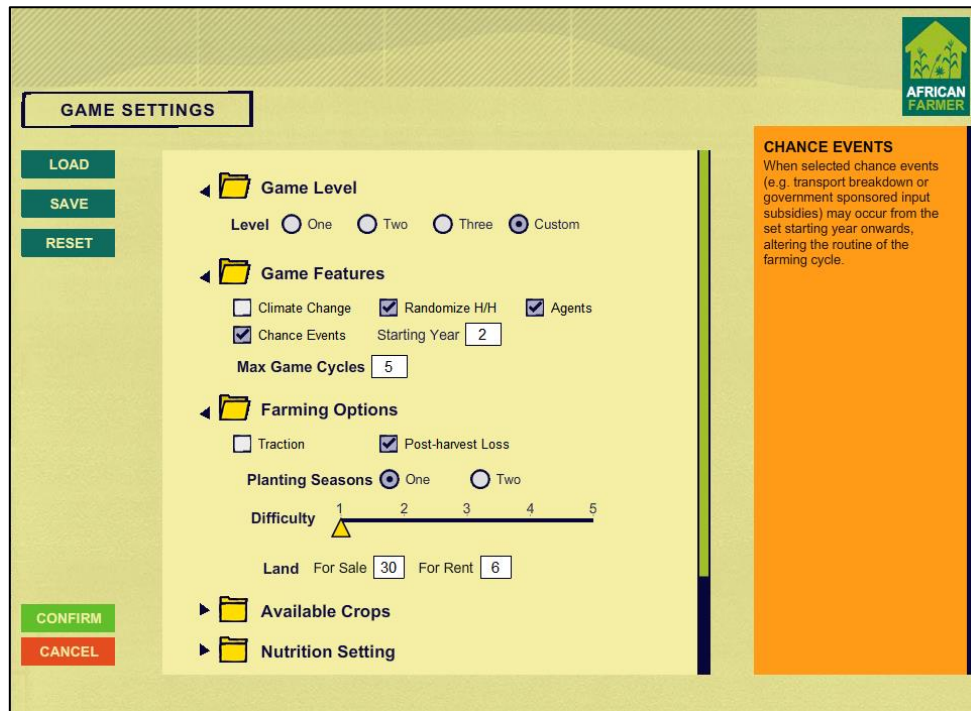 AFRICAN
FARMER
GAME SETTINGS
LOAD
SAVE
RESET
Game Level
Level One Two Three Custom
Game Features
Climate Change Randomize H/H Agents
Chance Events Starting Year 2
Max Game Cycles 5
Farming Options
Traction Post-harvest Loss
Planting Seasons One Two
1 2 3 4 5
Difficulty
Land For Sale 30 For Rent 6
Available Crops
Nutrition Setting
CONFIRM
CANCEL
CHANCE EVENTS
When selected chance events
(e.g. transport breakdown or
government sponsored input
subsidies) may occur from the
set starting year onwards,
altering the routine of the
farming cycle.